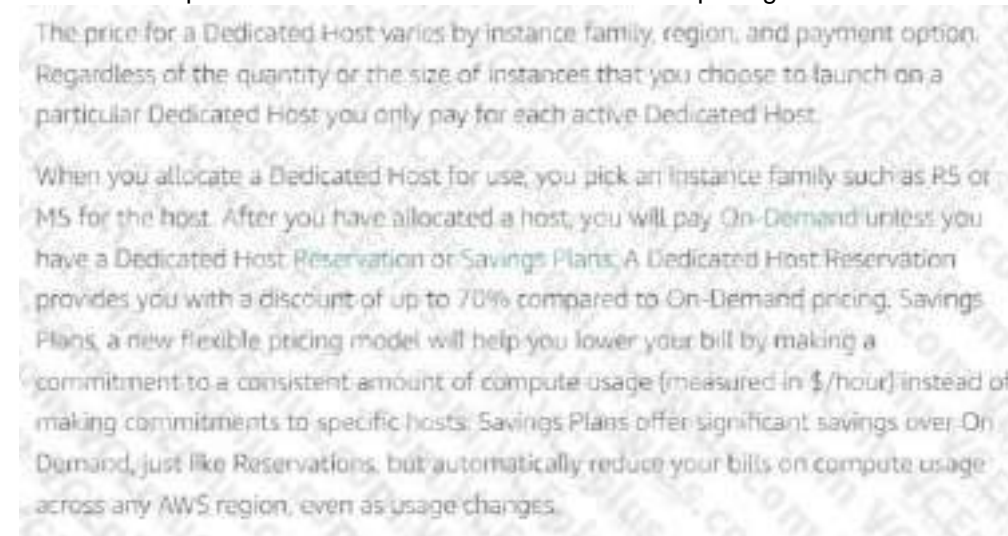 The price for a Dedicated Host varies by instance family, region, and payment option.
Regardless of the quantity or the size of instances that you choose to launch on a
particular Dedicated Host you only pay for each active Dedicated Host.
When you allocate a Dedicated Host for use, you pick an instance family such as R5 or
M5 for the host. After you have allocated a host, you will pay On-Demand unless you
have a Dedicated Host Reservation or Savings Plans. A Dedicated Host Reservation
provides you with a discount of up to 70% compared to On-Demand pricing. Savings
Plans, a new flexible pricing model will help you lower your bill by making a
commitment to a consistent amount of compute usage (measured in $/hour) instead of
making commitments to specific hosts. Savings Plans offer significant savings over On
Demand, just like Reservations, but automatically reduce your bills on compute usage
across any AWS region, even as usage changes.